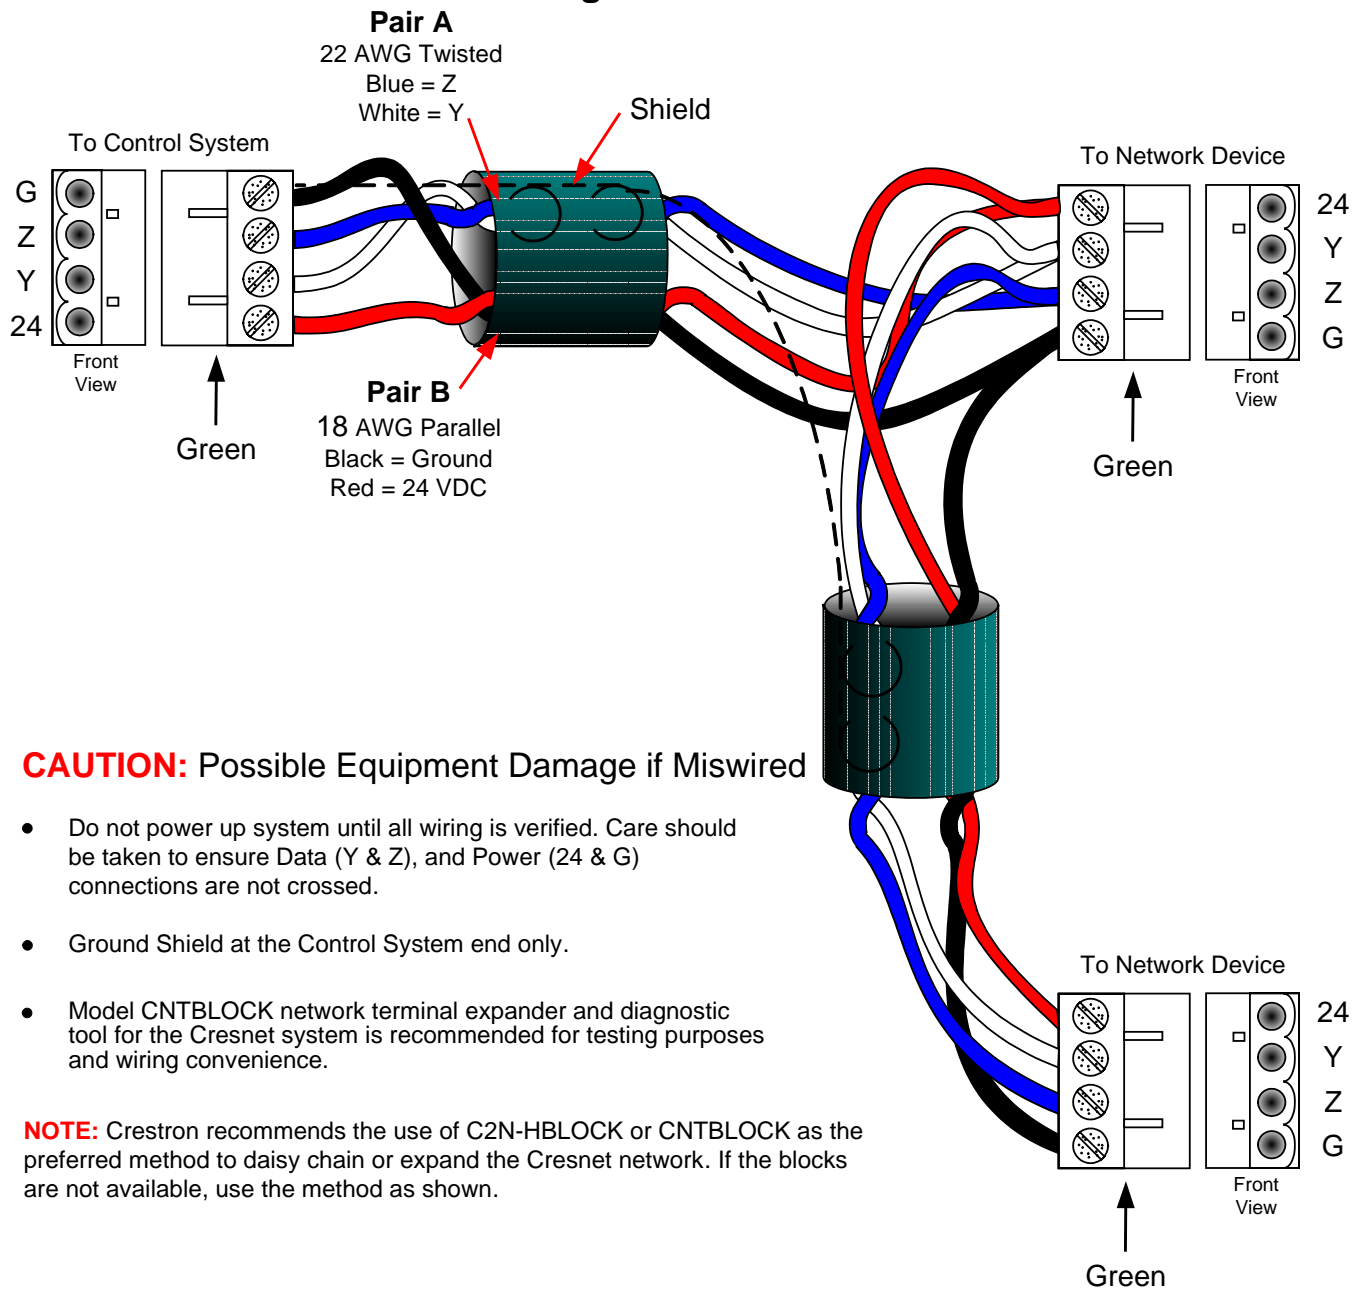 Pair A
22 AWG Twisted
Blue = Z
White = Y
Shield
To Control System
G
Z
Y
24
Front
View
Green
Pair B
18 AWG Parallel
Black = Ground
Red = 24 VDC
To Network Device
24
Y
Z
G
Front
View
Green
CAUTION: Possible Equipment Damage if Miswired
● Do not power up system until all wiring is verified. Care should
be taken to ensure Data (Y & Z), and Power (24 & G)
connections are not crossed.
● Ground Shield at the Control System end only.
● Model CNTBLOCK network terminal expander and diagnostic
tool for the Cresnet system is recommended for testing purposes
and wiring convenience.
NOTE: Crestron recommends the use of C2N-HBLOCK or CNTBLOCK as the
preferred method to daisy chain or expand the Cresnet network. If the blocks
are not available, use the method as shown.
To Network Device
24
Y
Z
G
Front
View
Green